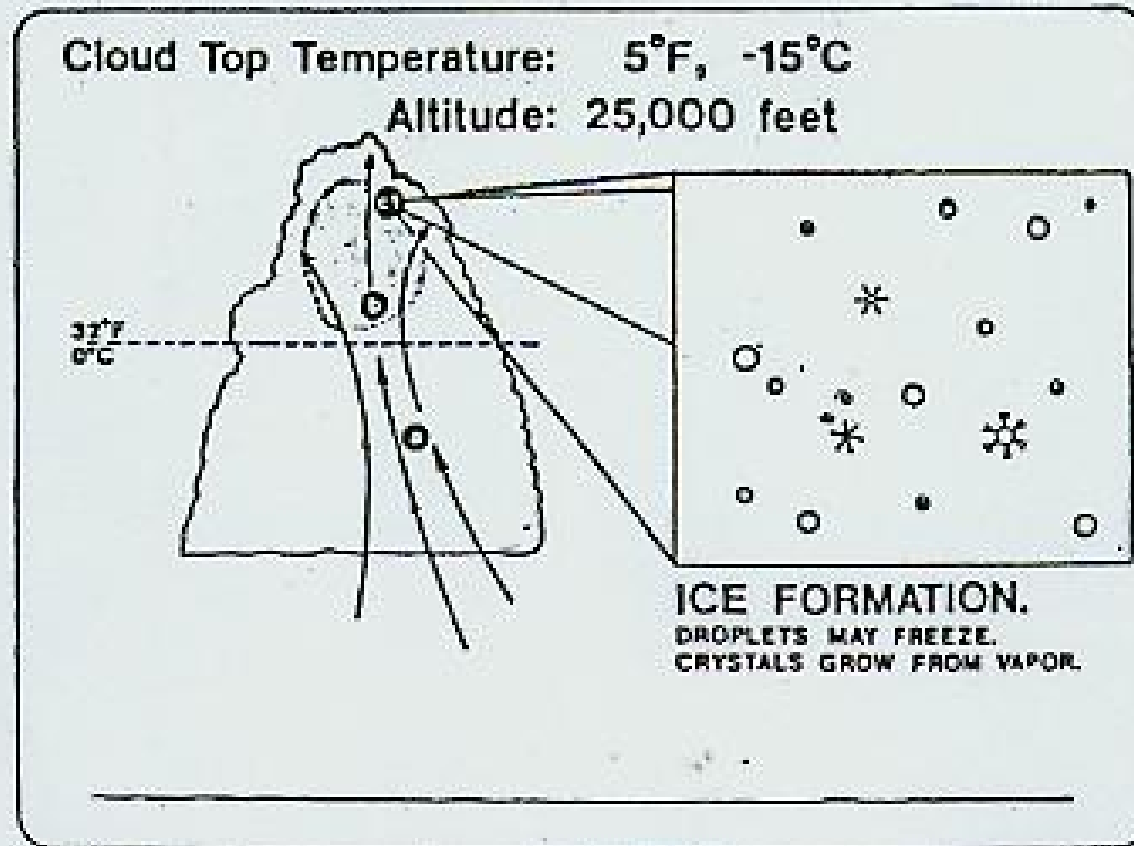 Cloud Top Temperature: 5°F, -15°C
Altitude: 25,000 feet
32°F
0°C
ICE FORMATION.
DROPLETS MAY FREEZE.
CRYSTALS GROW FROM VAPOR.